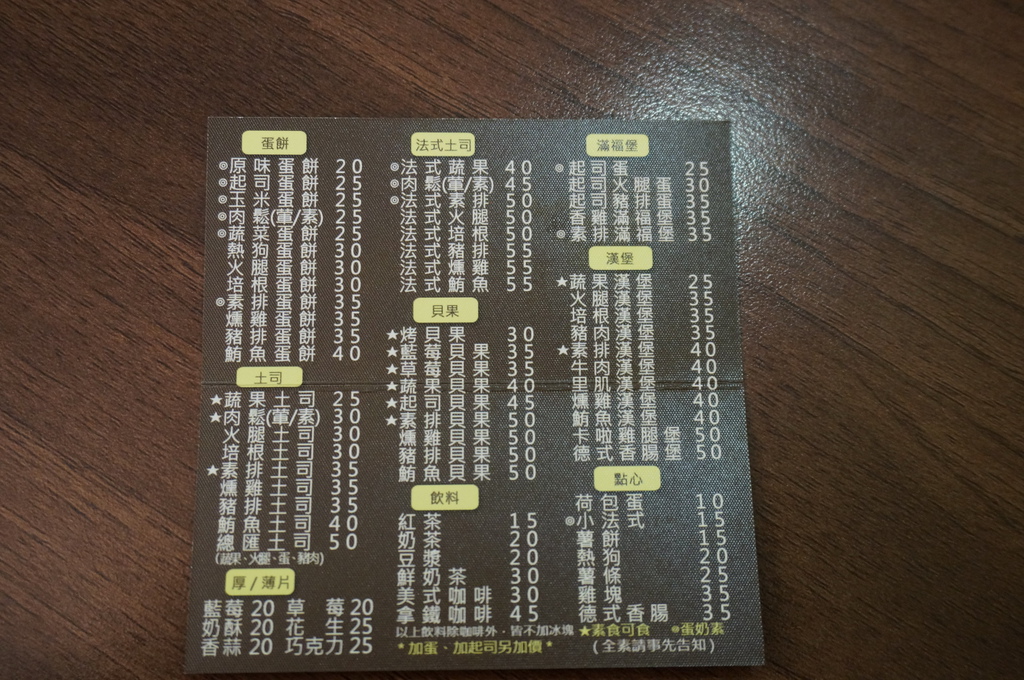 蛋餅
◎原味蛋餅 20
◎起司蛋餅 25
◎玉米蛋餅 25
◎肉鬆(葷/素) 25
◎蔬菜蛋餅 25
熱狗蛋餅 30
火腿蛋餅 30
培根蛋餅 30
◎素排蛋餅 35
燻雞蛋餅 35
豬排蛋餅 35
鮪魚蛋餅 40
土司
★蔬果土司 25
★肉鬆(葷/素) 30
火腿土司 30
培根土司 30
★素排土司 35
燻雞土司 35
豬排土司 35
鮪魚土司 40
總匯土司 50
(蔬果、火腿、蛋、豬肉)
厚/薄片
藍莓20 草莓20
奶酥20 花生25
香蒜20 巧克力25
法式土司
◎法式蔬果 40
◎肉鬆(葷/素) 45
◎法式素排 50
法式火腿 50
法式培根 50
法式豬排 55
法式燻雞 55
法式鮪魚 55
貝果
★烤貝果 30
★藍莓貝果 35
★草莓貝果 35
★蔬果貝果 40
★起司貝果 45
★素排貝果 50
燻雞貝果 50
豬排貝果 50
鮪魚貝果 50
飲料
紅茶 15
奶茶 20
豆漿 20
鮮奶茶 30
美式咖啡 30
拿鐵咖啡 45
以上飲料除咖啡外，皆不加冰塊
*加蛋、加起司另加價*
滿福堡
◎起司蛋 25
起司火腿蛋 30
起司豬排蛋 35
香雞滿福堡 35
◎素排滿福堡 35
漢堡
★蔬果漢堡 25
火腿漢堡 35
培根漢堡 35
豬肉漢堡 35
★素排漢堡 40
牛肉漢堡 40
里肌漢堡 40
燻雞漢堡 40
鮪魚漢堡 40
卡啦雞腿堡 50
德式香腸堡 50
點心
荷包蛋 10
◎小法式 15
薯餅 15
熱狗 20
薯條 25
雞塊 35
德式香腸 35
★素食可食 ◎蛋奶素
(全素請事先告知)